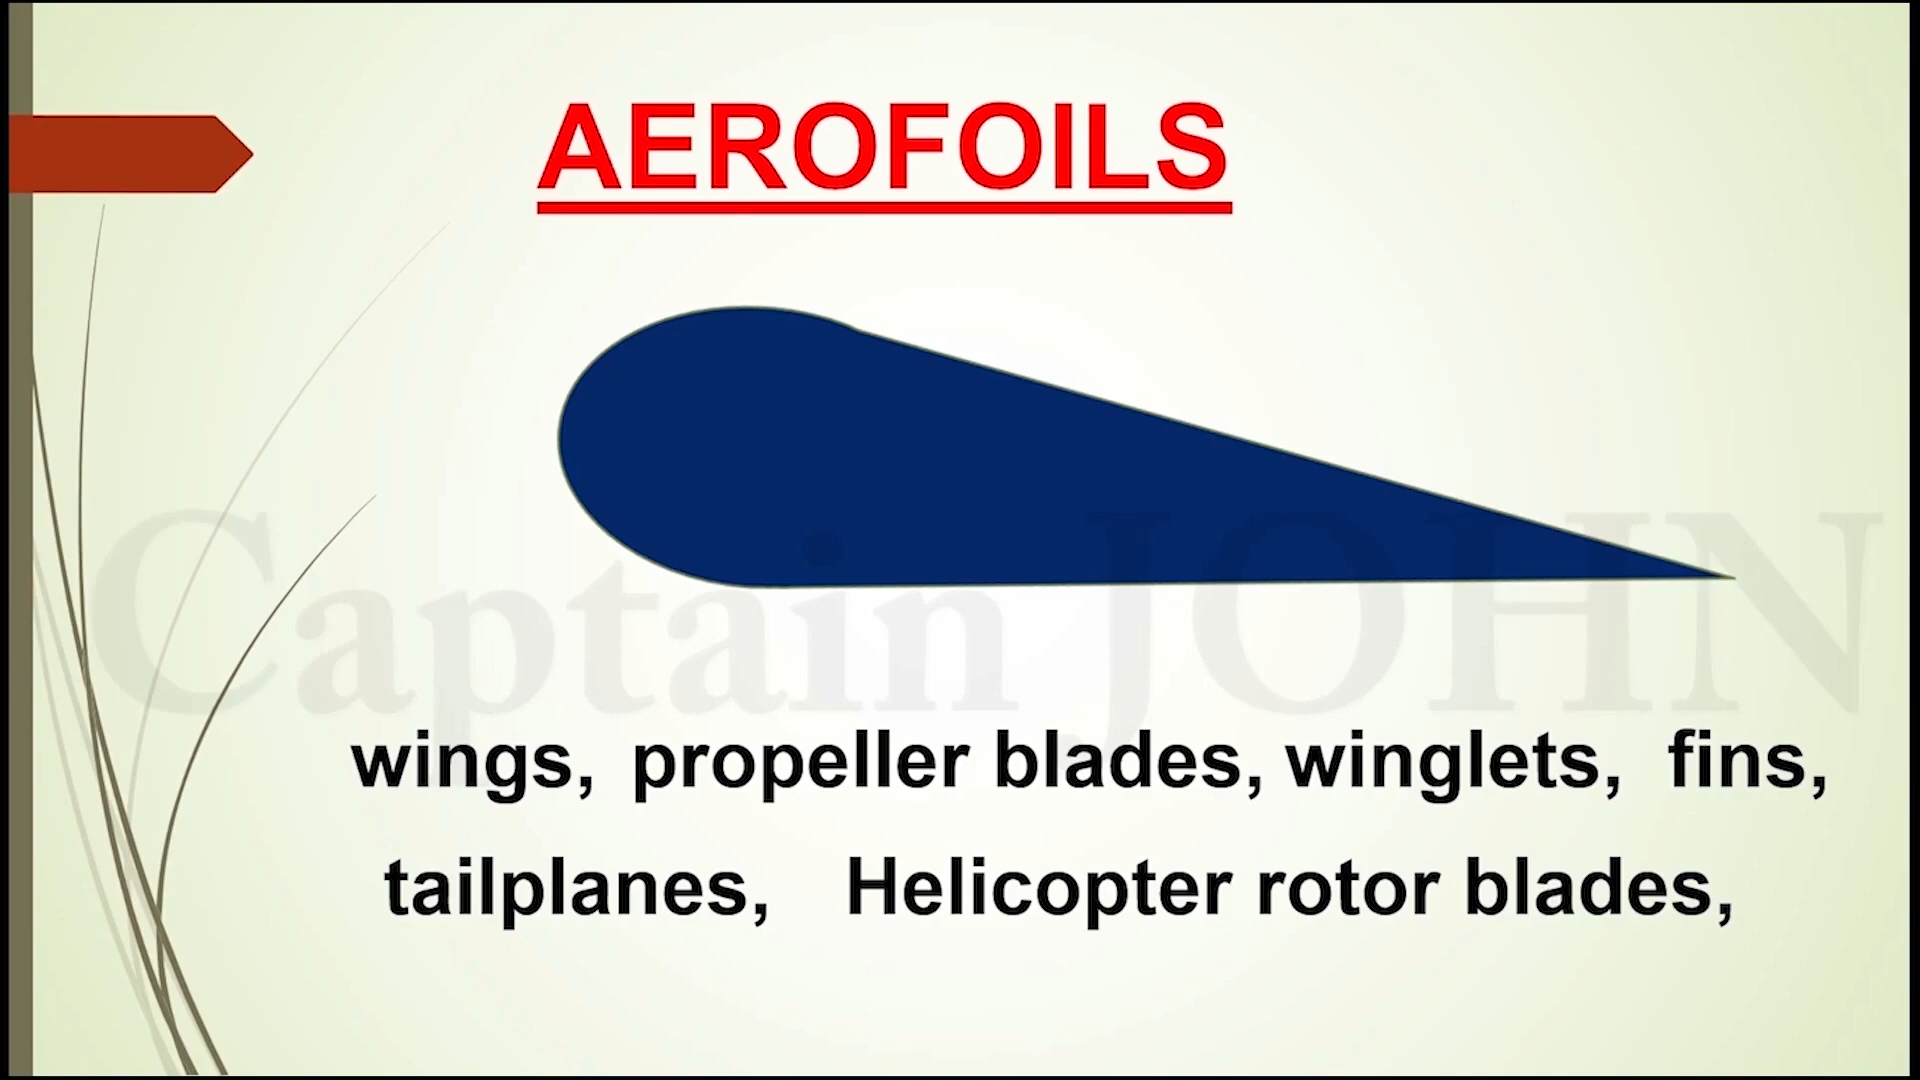 AEROFOILS
Captain JOHN
wings, propeller blades, winglets, fins,
tailplanes, Helicopter rotor blades,